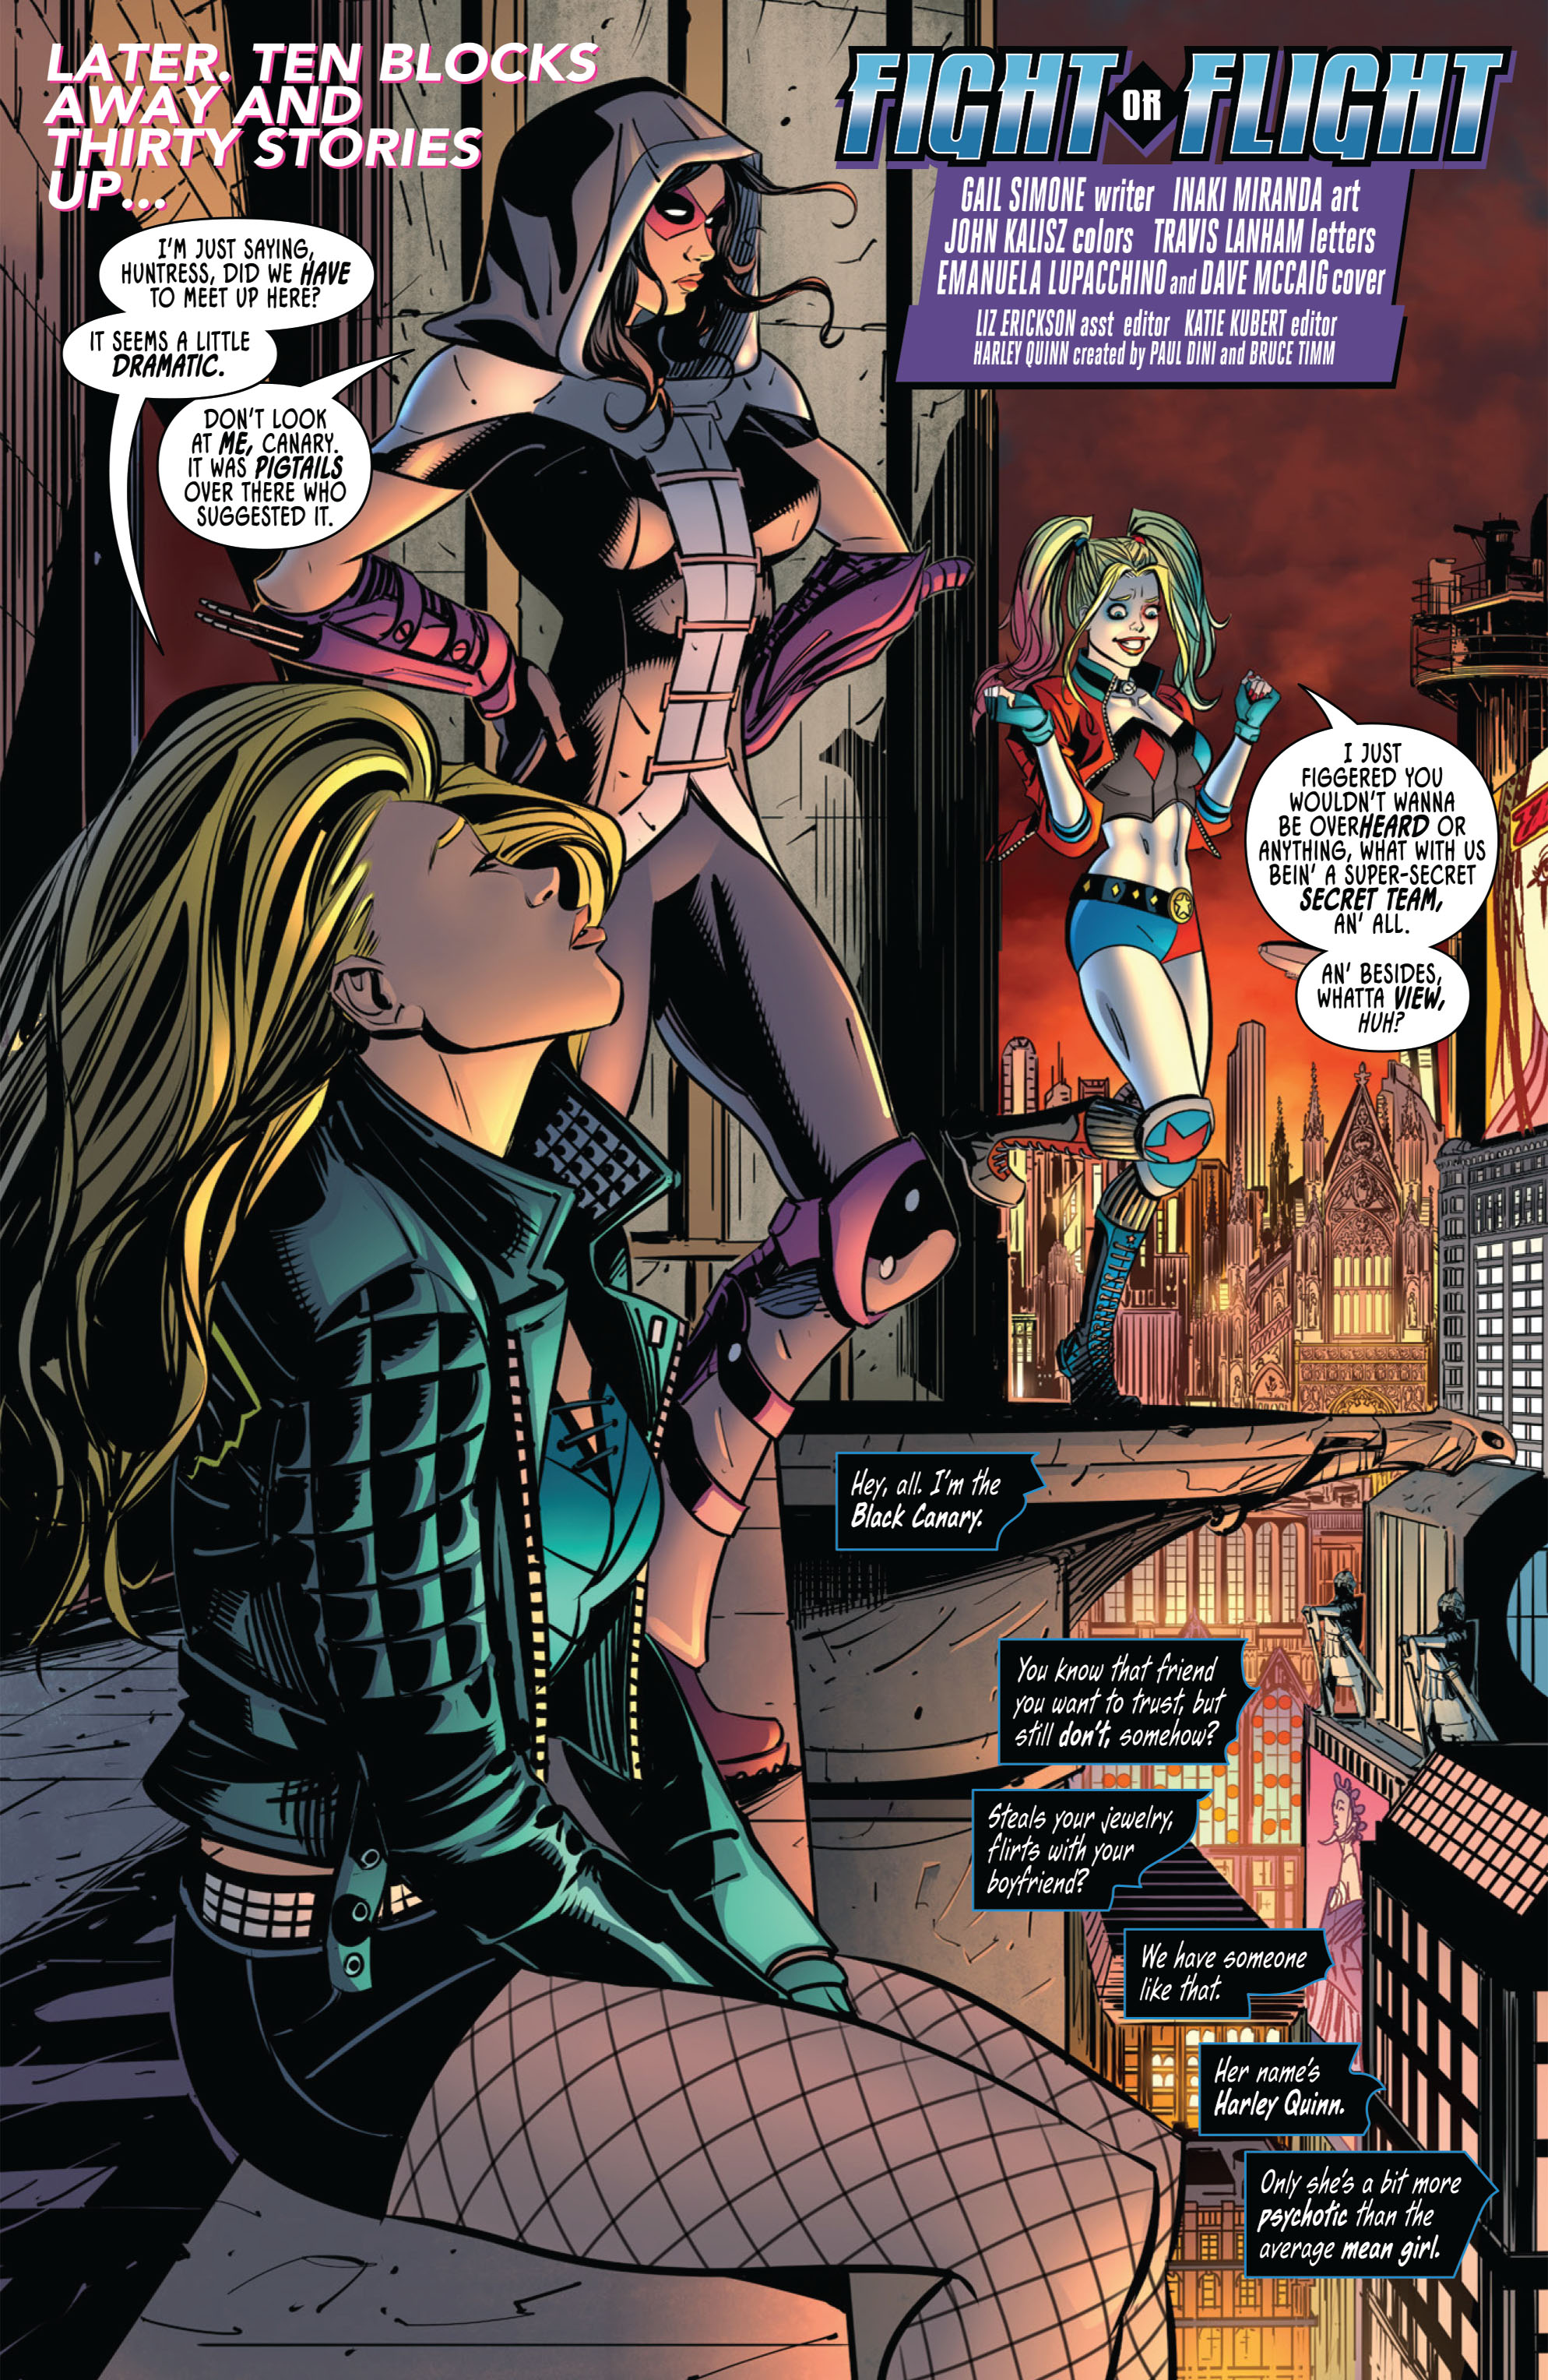 LATER. TEN BLOCKS
AWAY AND
THIRTY STORIES
UP...
FIGHT OR FLIGHT
GAIL SIMONE writer INAKI MIRANDA art
JOHN KALISZ colors TRAVIS LANHAM letters
EMANUELA LUPACCHINO and DAVE MCCAIG cover
LIZ ERICKSON asst editor KATIE KUBERT editor
HARLEY QUINN created by PAUL DINI and BRUCE TIMM
I'M JUST SAYING,
HUNTRESS, DID WE HAVE
TO MEET UP HERE?
IT SEEMS A LITTLE
DRAMATIC.
DON'T LOOK
AT ME, CANARY.
IT WAS PIGTAILS
OVER THERE WHO
SUGGESTED IT.
I JUST
FIGGERED YOU
WOULDN'T WANNA
BE OVERHEARD OR
ANYTHING, WHAT WITH US
BEIN' A SUPER-SECRET
SECRET TEAM,
AN' ALL.
AN' BESIDES,
WHATTA VIEW,
HUH?
Hey, all. I'm the
Black Canary.
You know that friend
you want to trust, but
still don't, somehow?
Steals your jewelry,
flirts with your
boyfriend?
We have someone
like that.
Her name's
Harley Quinn.
Only she's a bit more
psychotic than the
average mean girl.